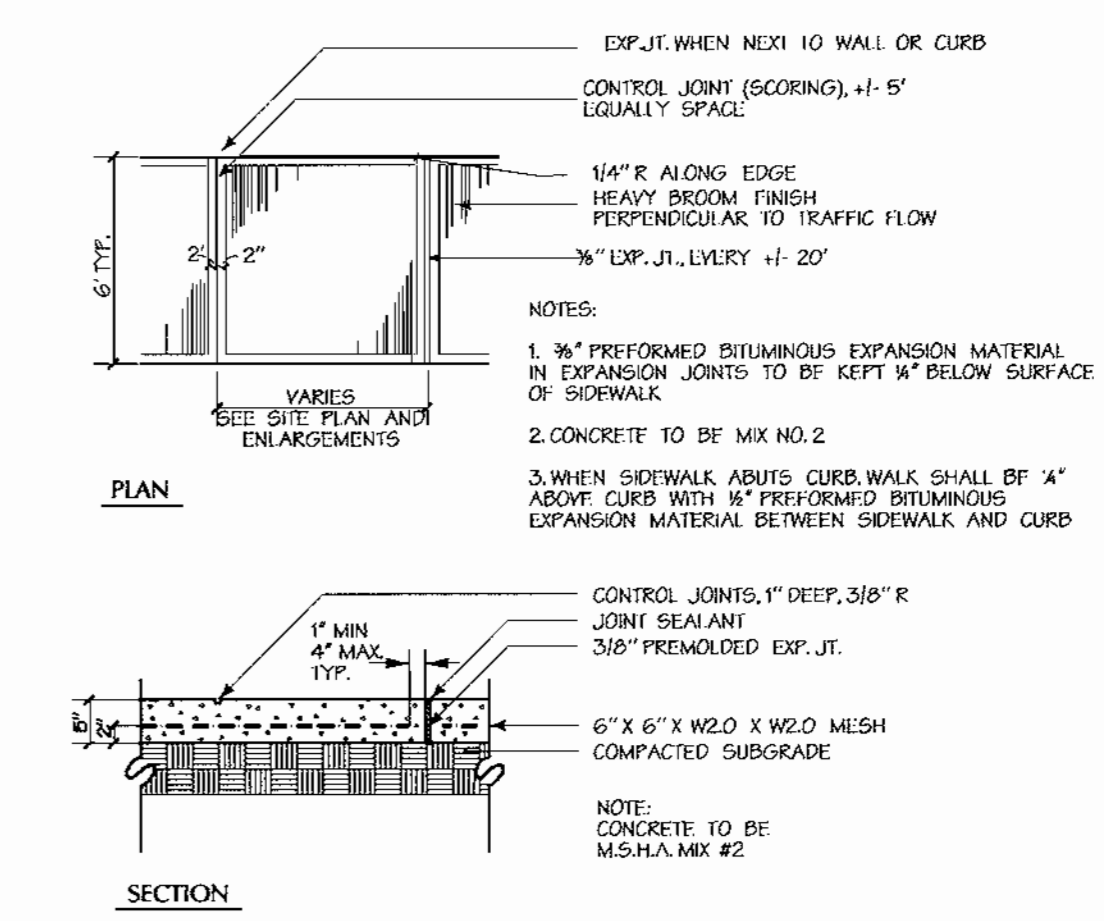 EXP.JT. WHEN NEXT TO WALL OR CURB
CONTROL JOINT (SCORING), +/- 5'
EQUALLY SPACE
1/4" R ALONG EDGE
HEAVY BROOM FINISH
PERPENDICULAR TO TRAFFIC FLOW
⅜" EXP. JT., EVERY +/- 20'
6' TYP.
2' 2"
VARIES
SEE SITE PLAN AND
ENLARGEMENTS
PLAN
NOTES:
1. ⅜" PREFORMED BITUMINOUS EXPANSION MATERIAL
IN EXPANSION JOINTS TO BE KEPT ¼" BELOW SURFACE
OF SIDEWALK
2. CONCRETE TO BE MIX NO. 2
3. WHEN SIDEWALK ABUTS CURB, WALK SHALL BE ¼"
ABOVE CURB WITH ½" PREFORMED BITUMINOUS
EXPANSION MATERIAL BETWEEN SIDEWALK AND CURB
CONTROL JOINTS, 1" DEEP, 3/8" R
JOINT SEALANT
3/8" PREMOLDED EXP. JT.
1" MIN
4" MAX.
TYP.
5"
2"
6" X 6" X W2.0 X W2.0 MESH
COMPACTED SUBGRADE
NOTE:
CONCRETE TO BE
M.S.H.A. MIX #2
SECTION